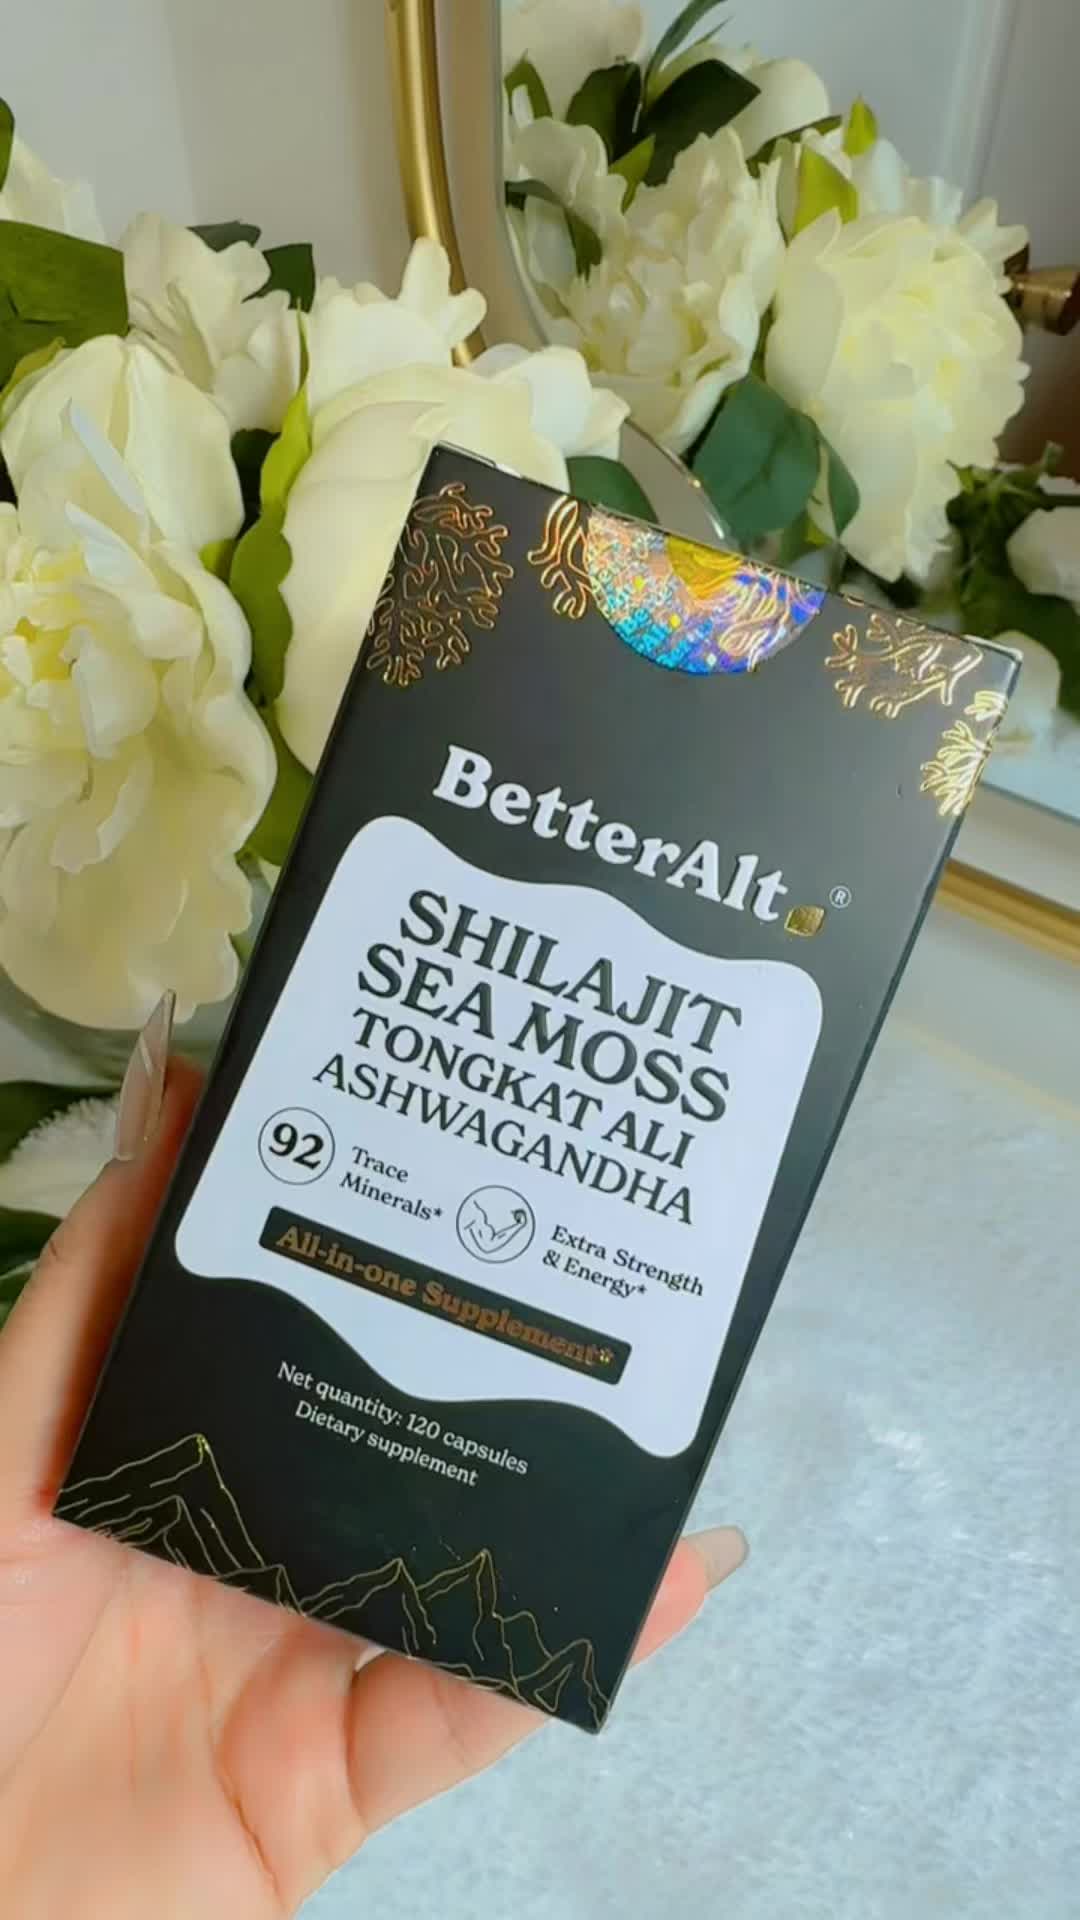 BetterAlt ®
SHILAJIT
SEA MOSS
TONGKAT ALI
ASHWAGANDHA
92
Trace
Minerals*
Extra Strength
& Energy*
All-in-one Supplement*
Net quantity: 120 capsules
Dietary supplement